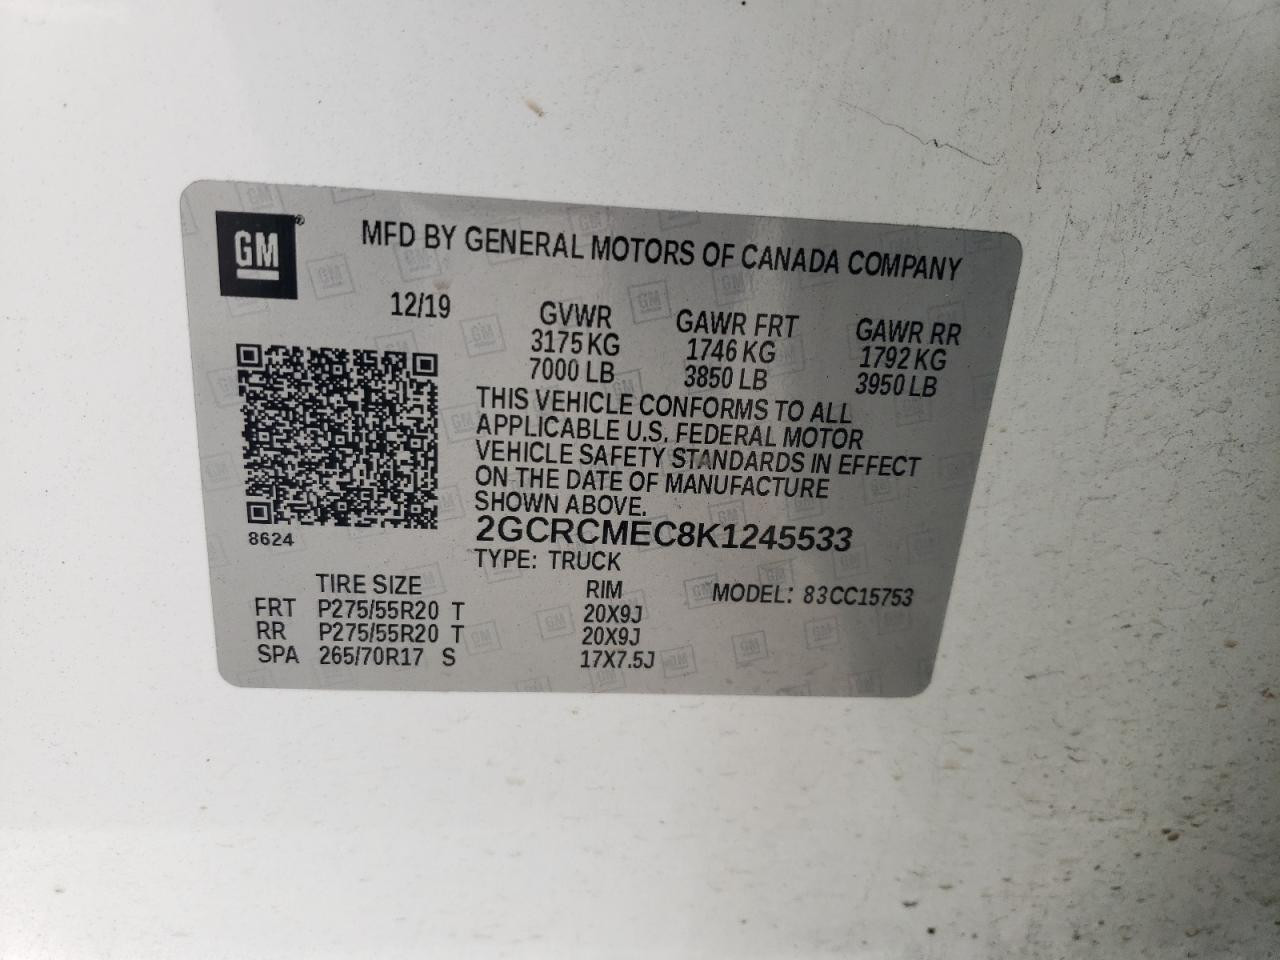 GM
MFD BY GENERAL MOTORS OF CANADA COMPANY
12/19
GVWR GAWR FRT GAWR RR
3175 KG 1746 KG 1792 KG
7000 LB 3850 LB 3950 LB
THIS VEHICLE CONFORMS TO ALL
APPLICABLE U.S. FEDERAL MOTOR
VEHICLE SAFETY STANDARDS IN EFFECT
ON THE DATE OF MANUFACTURE
SHOWN ABOVE.
8624
2GCRCMEC8K1245533
TYPE: TRUCK
TIRE SIZE RIM MODEL: 83CC15753
FRT P275/55R20 T 20X9J
RR P275/55R20 T 20X9J
SPA 265/70R17 S 17X7.5J